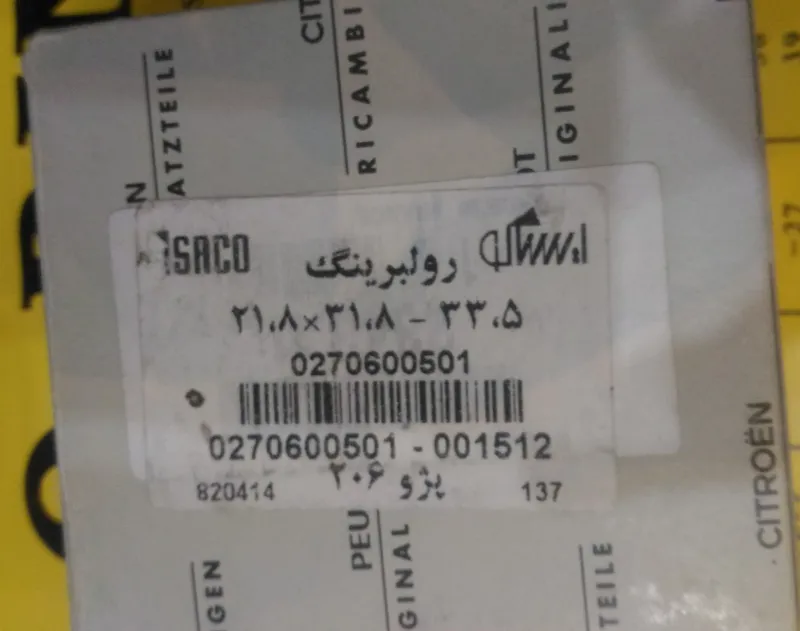 CIT
RICAMBI
IGINALI
ATZTEILE
ISACO
ایساکو
رولبرینگ
۲۱،۸×۳۱،۸ – ۳۳،۵
0270600501
0270600501 - 001512
پژو ۲۰۶
820414
137
CITROËN
PEU
GINAL
GEN
TEILE